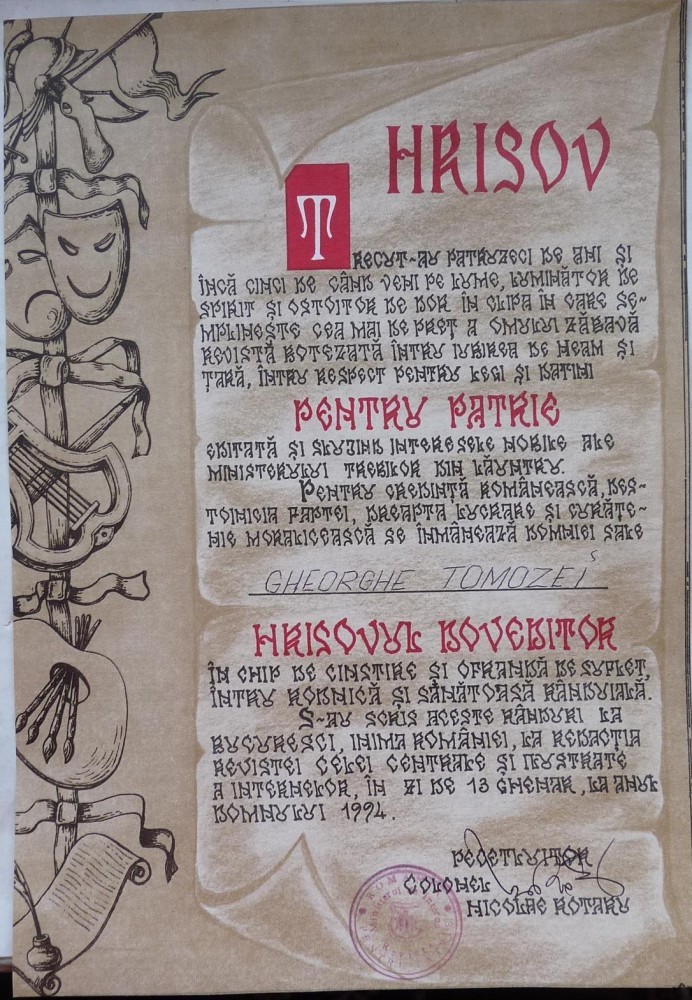 HRISOV
TRECUT-AU PATRUZECI DE ANI ȘI
ÎNCĂ CINCI DE CÂND VENI PE LUME, LUMINĂTOR DE
SPIRIT ȘI OSTOITOR DE DOR ÎN CLIPA ÎN CARE SE-
MPLINEȘTE CEA MAI DE PREȚ A OMULUI ZĂBAVĂ
REVISTĂ BOTEZATĂ ÎNTRU IUBIREA DE NEAM ȘI
ȚARĂ, ÎNTRU RESPECT PENTRU LEGI ȘI DATINI
PENTRU PATRIE
EDITATĂ ȘI SLUJIND INTERESELE NOBILE ALE
MINISTERULUI TREBILOR DIN LĂUNTRU.
PENTRU CREDINȚĂ ROMÂNEASCĂ, DES-
TOINICIA FAPTEI, DREAPTA LUCRARE ȘI CURĂȚE-
NIE MORALICEASCĂ SE ÎNMÂNEAZĂ DOMNIEI SALE
GHEORGHE TOMOZEI
HRISOVUL DOVEDITOR
ÎN CHIP DE CINSTIRE ȘI OFRANDĂ DE SUFLET,
ÎNTRU RODNICĂ ȘI SĂNĂTOASĂ RÂNDUIALĂ.
S-AU SCRIS ACESTE RÂNDURI LA
BUCUREȘCI, INIMA ROMÂNIEI, LA REDACȚIA
REVISTEI CELEI CENTRALE ȘI ILUSTRATE
A INTERNELOR, ÎN ZI DE 13 GHENAR, LA ANUL
DOMNULUI 1994.
PECETLUITOR
COLONEL
NICOLAE ROTARU